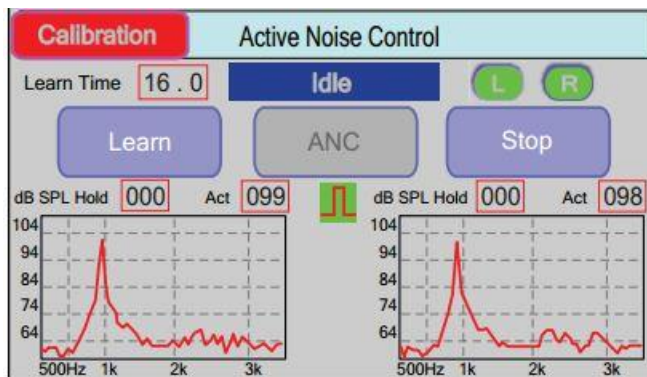 Calibration Active Noise Control
Learn Time 16.0 Idle L R
Learn ANC Stop
dB SPL Hold 000 Act 099 dB SPL Hold 000 Act 098
104 104
94 94
84 84
74 74
64 64
500Hz 1k 2k 3k 500Hz 1k 2k 3k